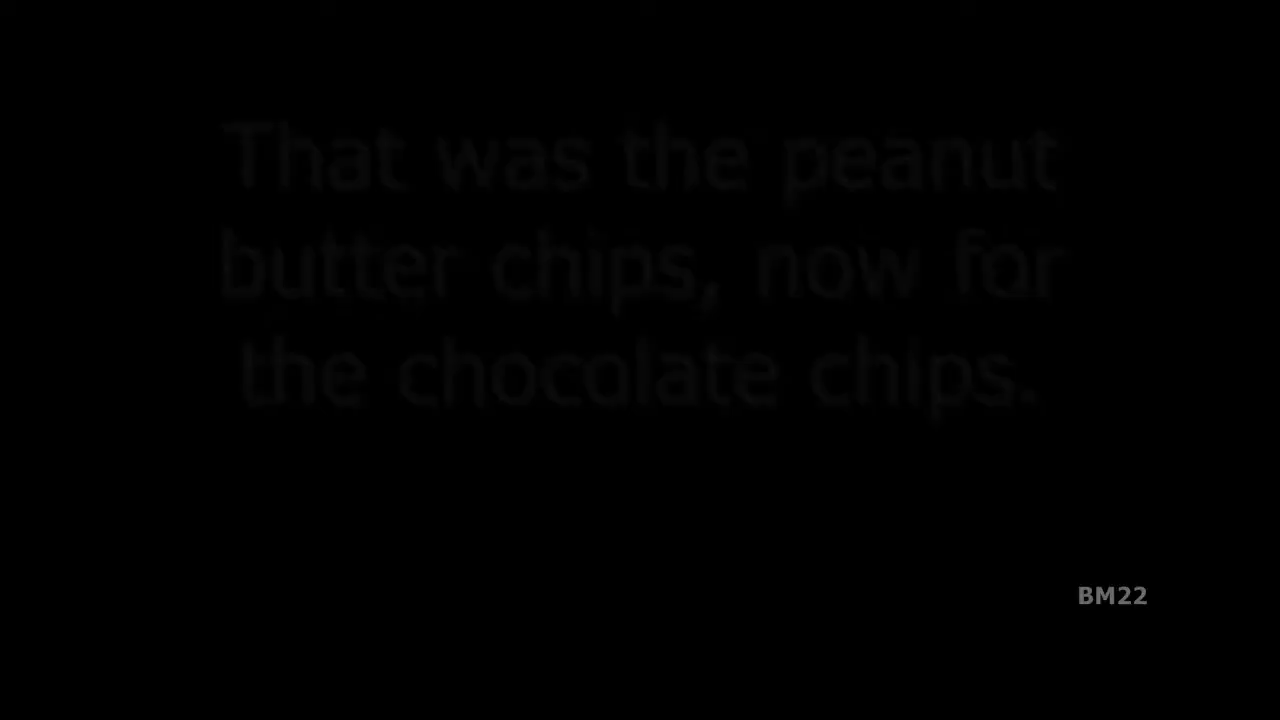 That was the peanut
butter chips, now for
the chocolate chips.
BM22